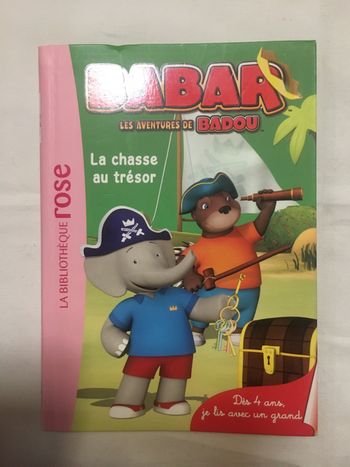 BABAR
LES AVENTURES DE BADOU
La chasse
au trésor
LA BIBLIOTHÈQUE rose
Dès 4 ans,
je lis avec un grand